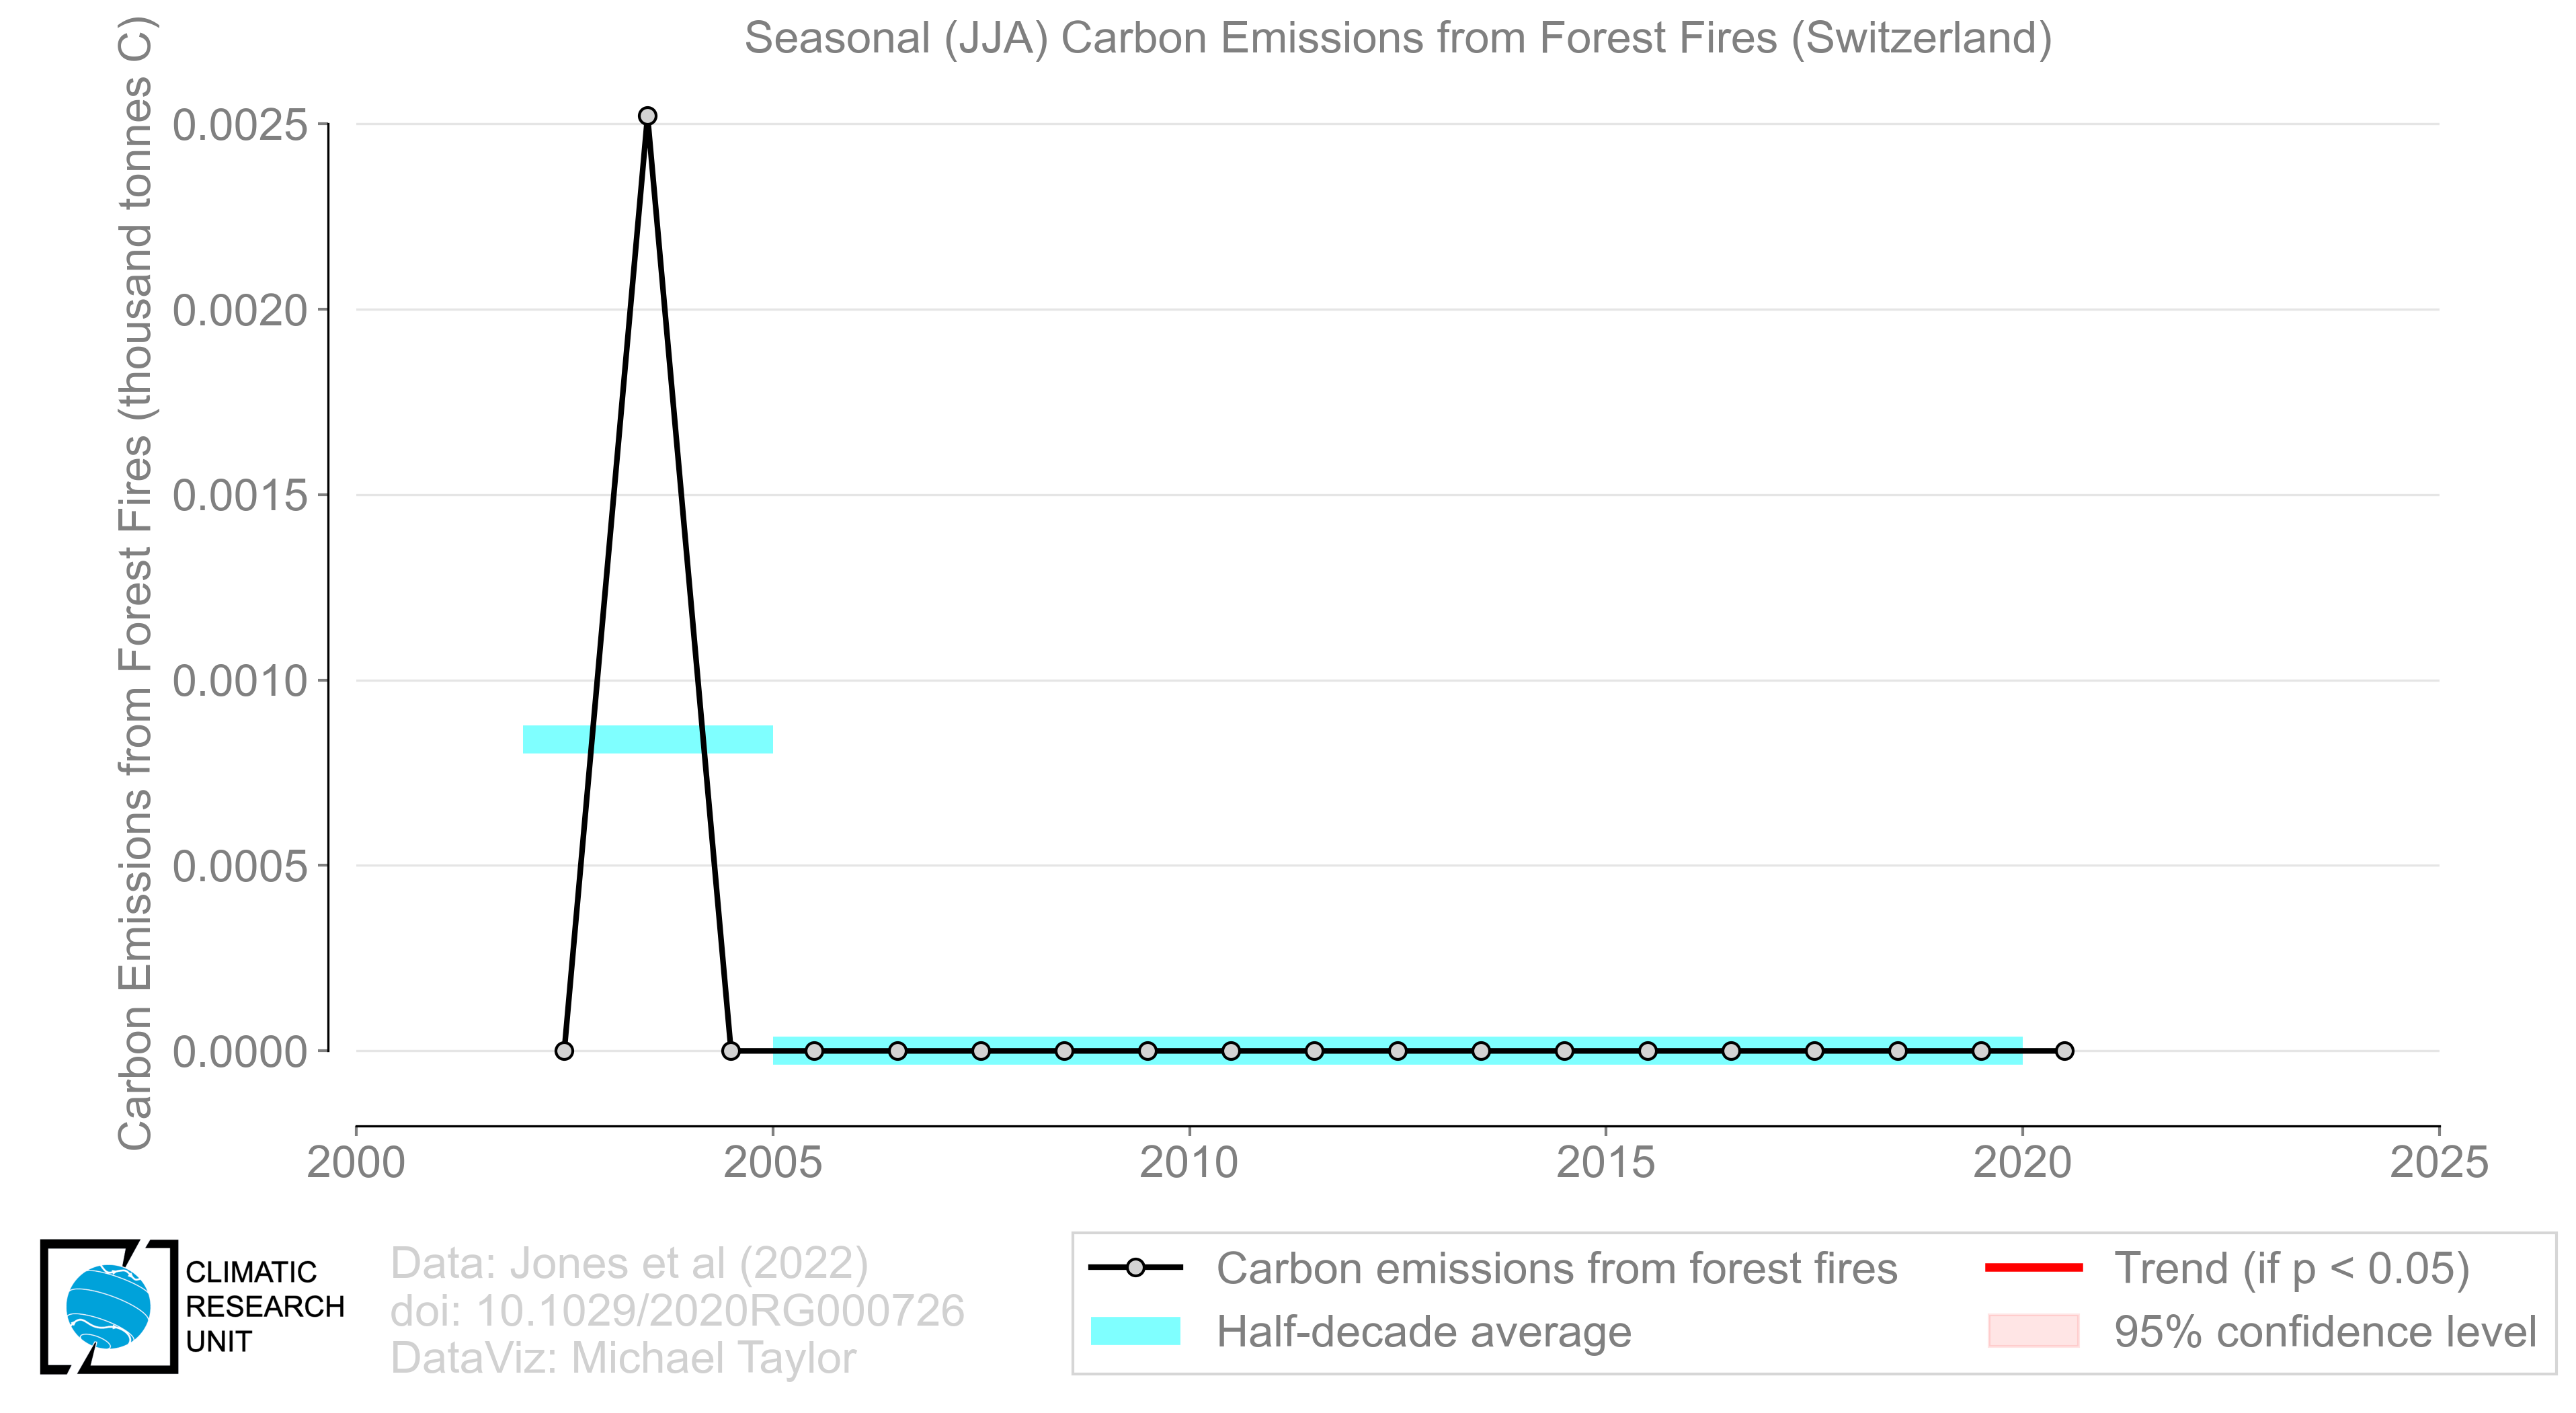 Seasonal (JJA) Carbon Emissions from Forest Fires (Switzerland)
Carbon Emissions from Forest Fires (thousand tonnes C)
0.0025
0.0020
0.0015
0.0010
0.0005
0.0000
2000 2005 2010 2015 2020 2025
CLIMATIC
RESEARCH
UNIT
Data: Jones et al (2022)
doi: 10.1029/2020RG000726
DataViz: Michael Taylor
Carbon emissions from forest fires
Half-decade average
Trend (if p < 0.05)
95% confidence level